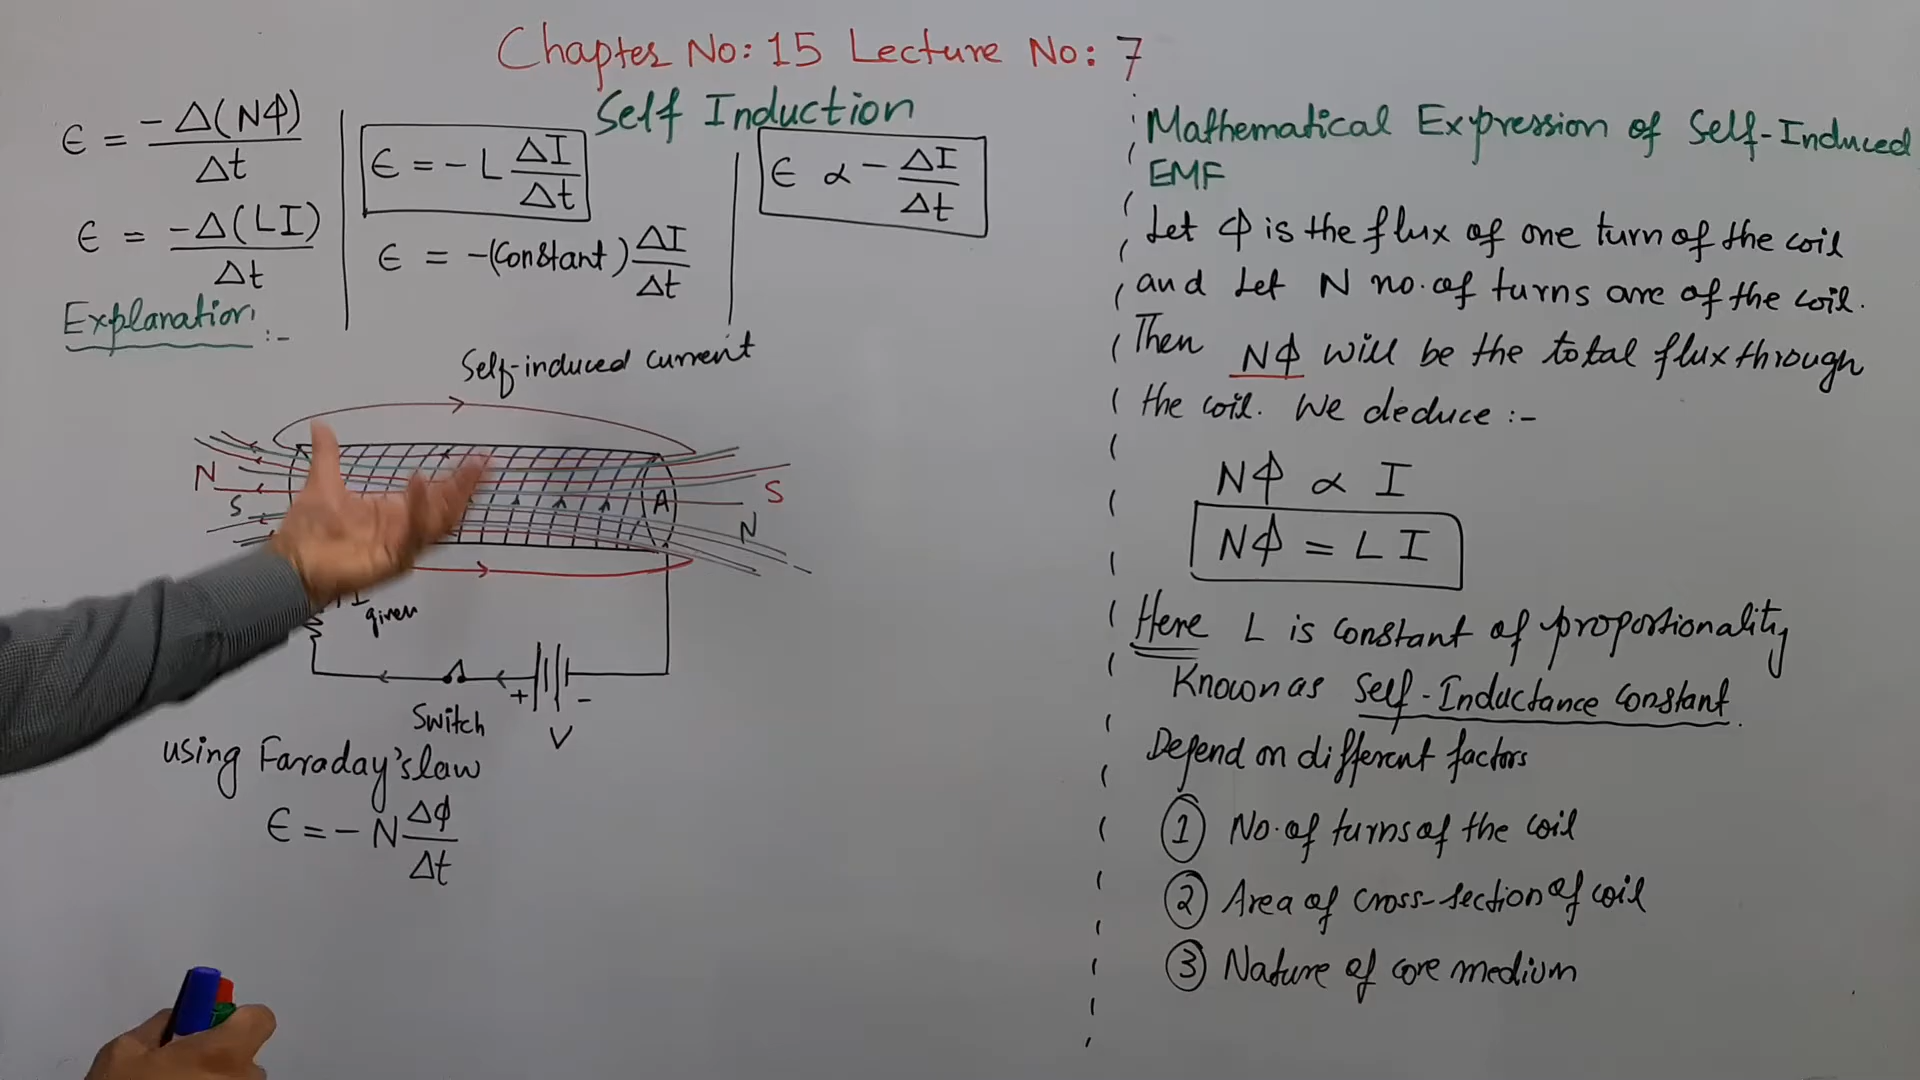 Chapter No: 15 Lecture No: 7
Self Induction
ϵ = -Δ(NΦ)/Δt
ϵ = -Δ(LI)/Δt
ϵ = - L ΔI/Δt
ϵ = -(Constant) ΔI/Δt
ϵ ∝ - ΔI/Δt
Explanation :-
Self-induced current
N
S
A
S
N
I given
Switch
+ -
V
using Faraday's law
ϵ = - N ΔΦ/Δt
Mathematical Expression of Self-Induced
EMF
Let Φ is the flux of one turn of the coil
and Let N no. of turns are of the coil.
Then NΦ will be the total flux through
the coil. We deduce :-
NΦ ∝ I
NΦ = L I
Here L is constant of proportionality
Known as Self-Inductance Constant.
Depend on different factors
① No. of turns of the coil
② Area of cross-section of coil
③ Nature of core medium